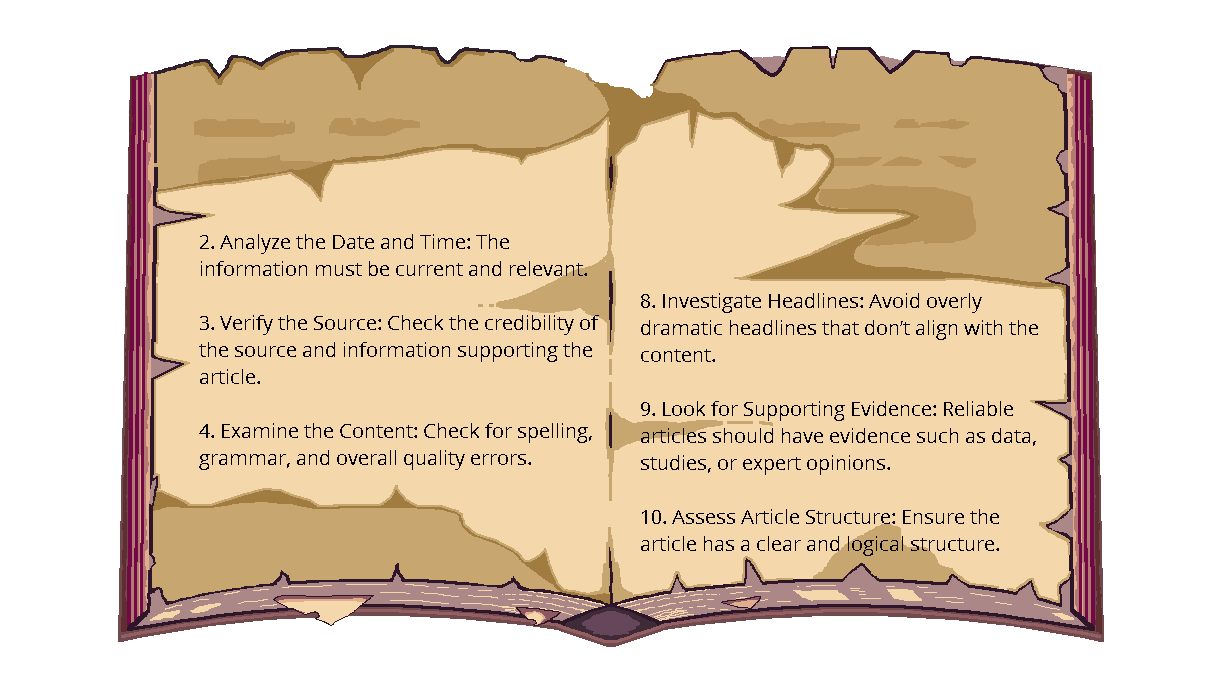 2. Analyze the Date and Time: The
information must be current and relevant.
3. Verify the Source: Check the credibility of
the source and information supporting the
article.
4. Examine the Content: Check for spelling,
grammar, and overall quality errors.
8. Investigate Headlines: Avoid overly
dramatic headlines that don’t align with the
content.
9. Look for Supporting Evidence: Reliable
articles should have evidence such as data,
studies, or expert opinions.
10. Assess Article Structure: Ensure the
article has a clear and logical structure.